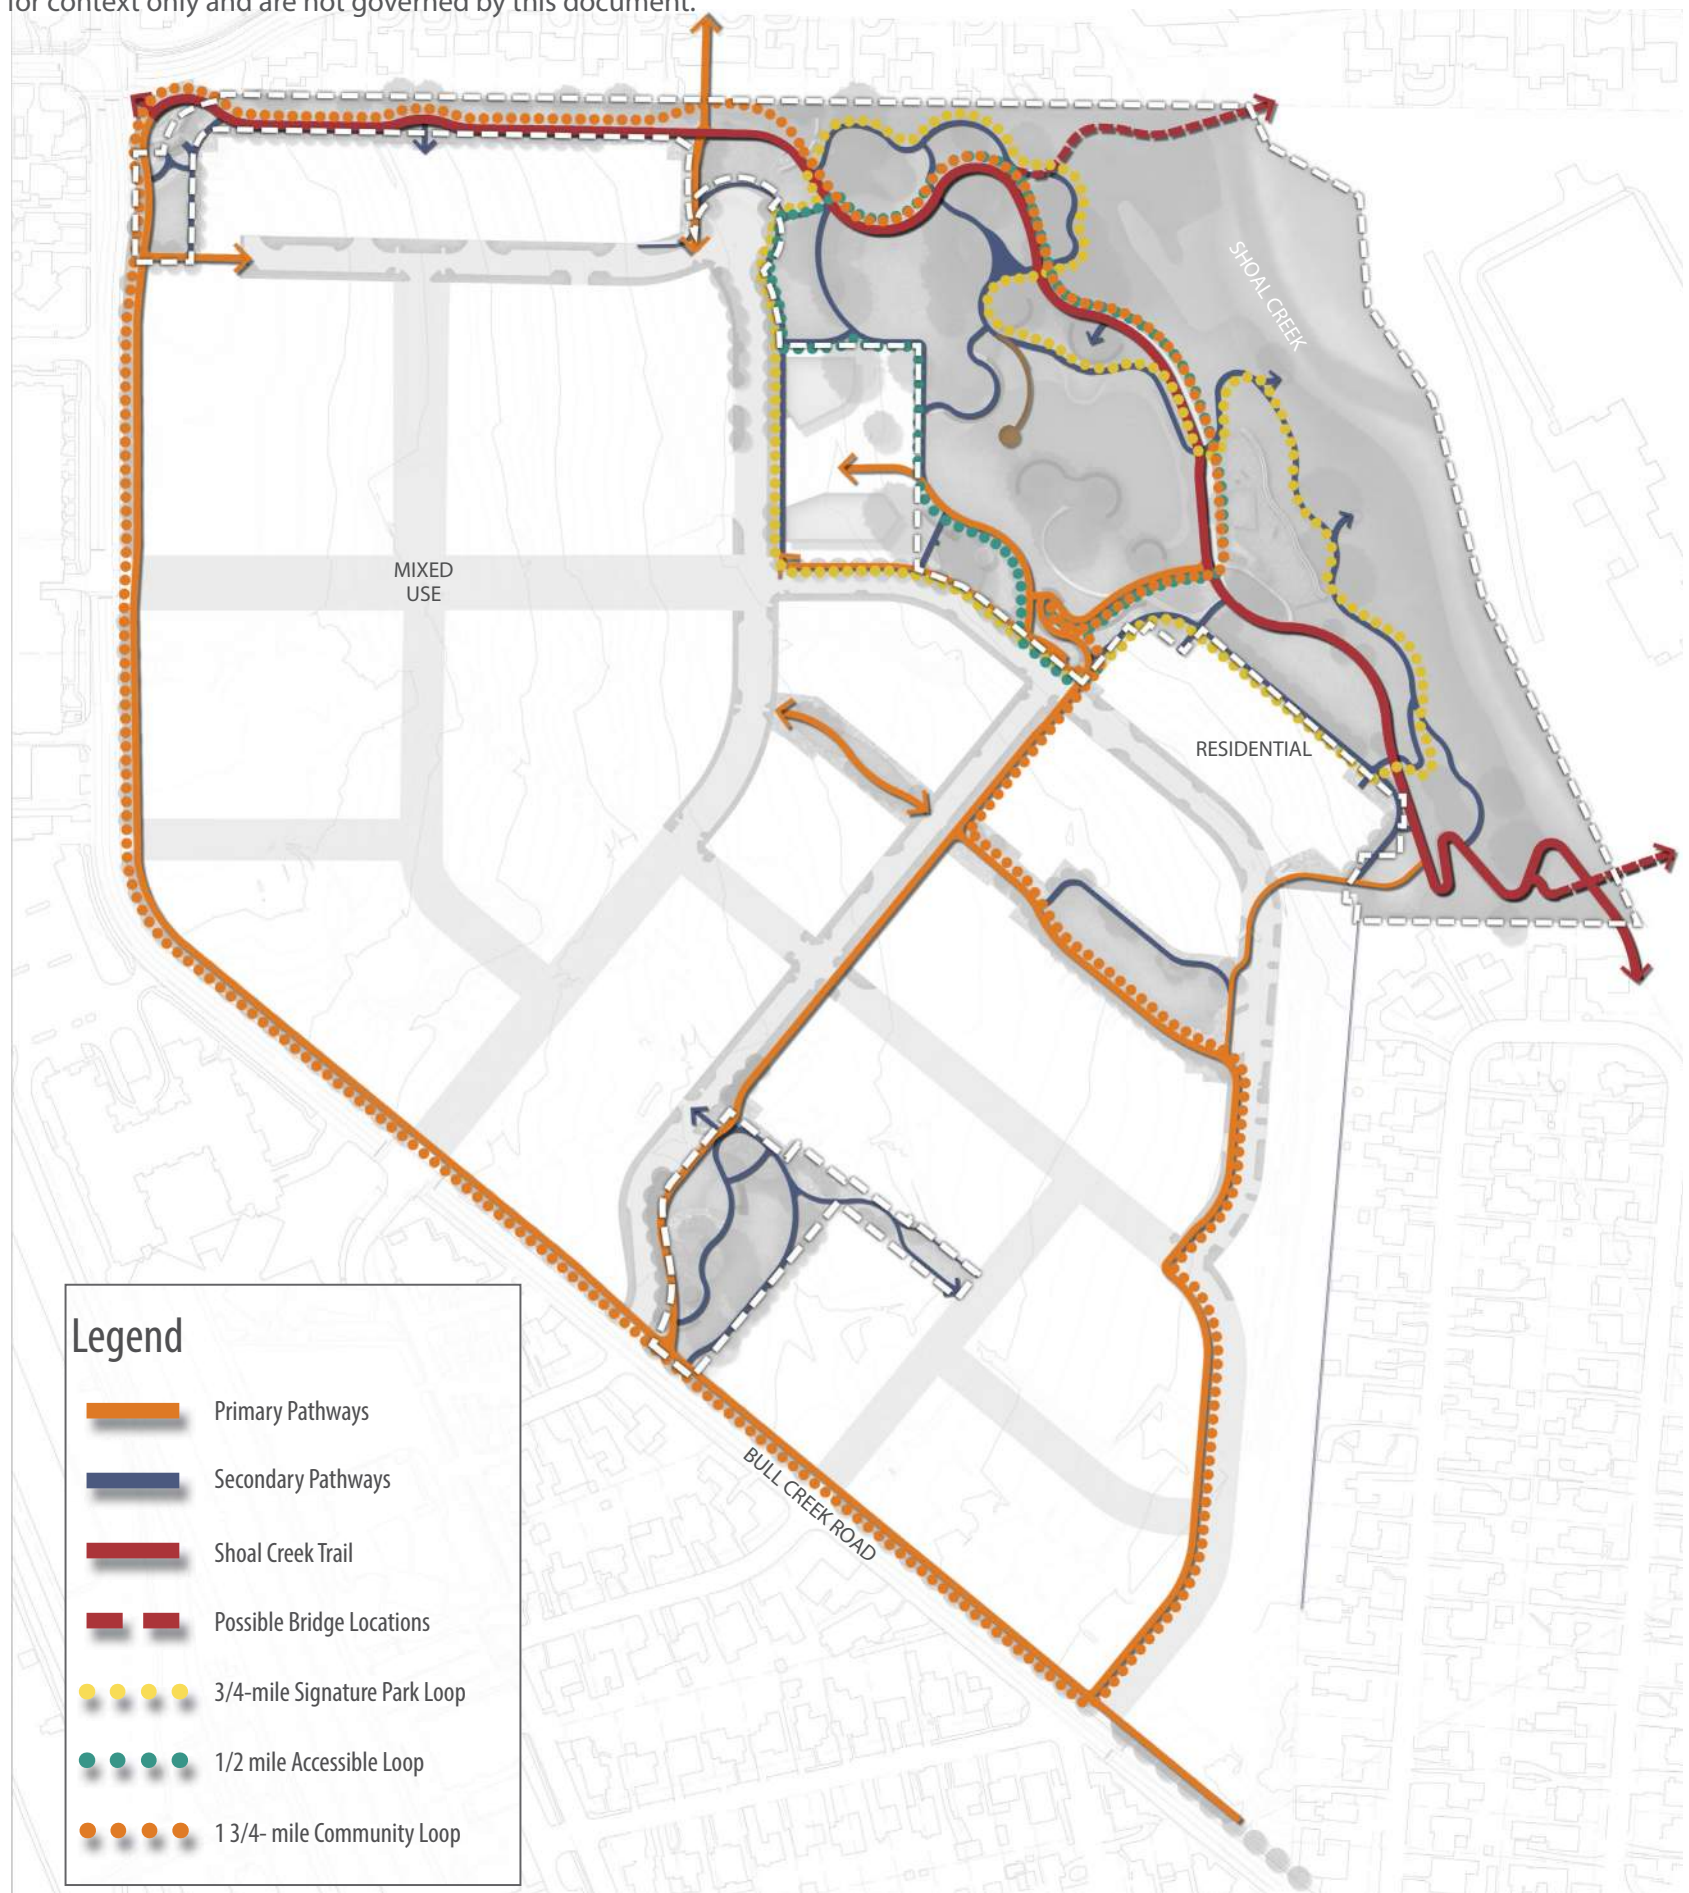 for context only and are not governed by this document.
SHOAL CREEK
MIXED
USE
RESIDENTIAL
BULL CREEK ROAD
Legend
Primary Pathways
Secondary Pathways
Shoal Creek Trail
Possible Bridge Locations
3/4-mile Signature Park Loop
1/2 mile Accessible Loop
1 3/4- mile Community Loop